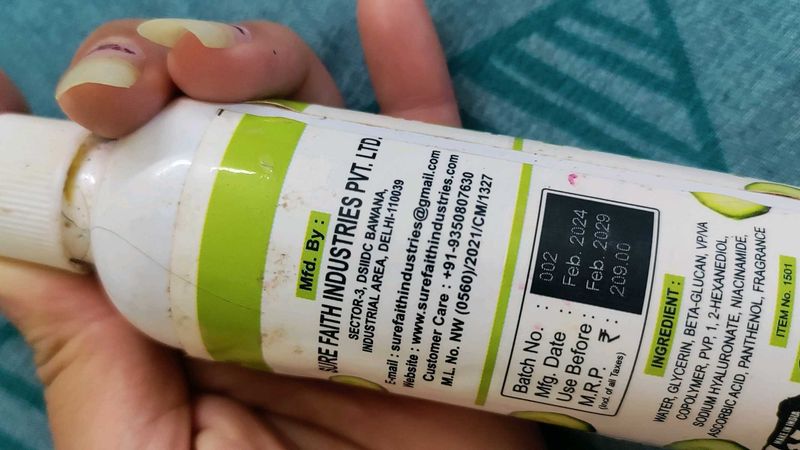 Mfd. By :
SURE FAITH INDUSTRIES PVT. LTD.
SECTOR-3, DSIIDC BAWANA,
INDUSTRIAL AREA, DELHI-110039
E-mail : surefaithindustries@gmail.com
Website : www.surefaithindustries.com
Customer Care : +91-9350807630
M.L. No. NW (0560)/2021/CM/1327
Batch No. : 002
Mfg. Date : Feb. 2024
Use Before : Feb. 2029
M.R.P. ₹ : 209.00
(Incl. of all Taxes)
INGREDIENT :
WATER, GLYCERIN, BETA-GLUCAN, VP/VA
COPOLYMER, PVP, 1, 2-HEXANEDIOL,
SODIUM HYALURONATE, NIACINAMIDE,
ASCORBIC ACID, PANTHENOL, FRAGRANCE
ITEM No. 1501
MADE IN INDIA